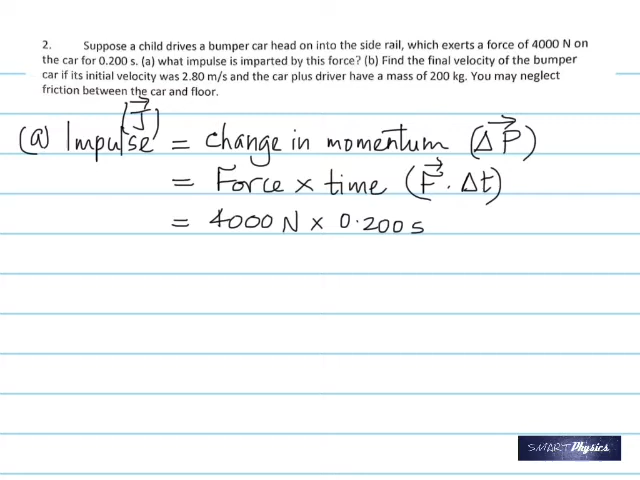 2. Suppose a child drives a bumper car head on into the side rail, which exerts a force of 4000 N on
the car for 0.200 s. (a) what impulse is imparted by this force? (b) Find the final velocity of the bumper
car if its initial velocity was 2.80 m/s and the car plus driver have a mass of 200 kg. You may neglect
friction between the car and floor.
(J⃗)
(a) Impulse = change in momentum (Δ P⃗)
= Force × time (F⃗ · Δt)
= 4000 N × 0.200 s
SMART Physics